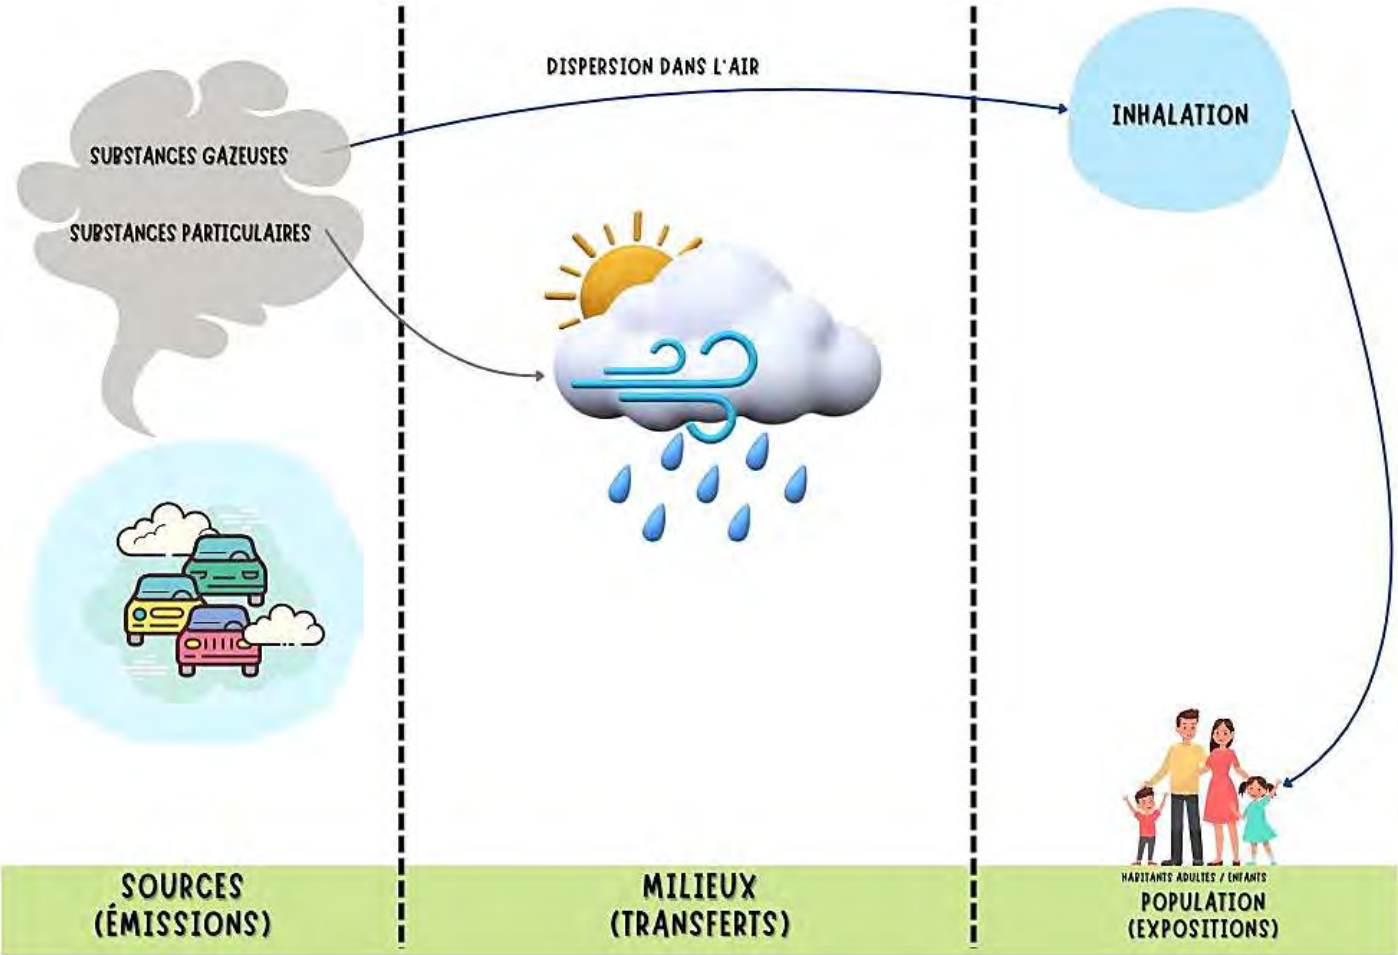 DISPERSION DANS L'AIR
INHALATION
SUBSTANCES GAZEUSES
SUBSTANCES PARTICULAIRES
SOURCES
(ÉMISSIONS)
MILIEUX
(TRANSFERTS)
HABITANTS ADULTES / ENFANTS
POPULATION
(EXPOSITIONS)